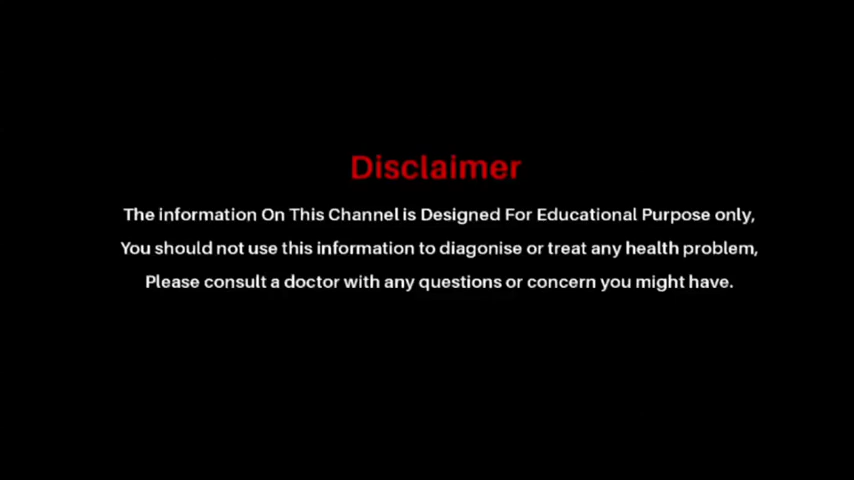 Disclaimer
The information On This Channel is Designed For Educational Purpose only,
You should not use this information to diagonise or treat any health problem,
Please consult a doctor with any questions or concern you might have.